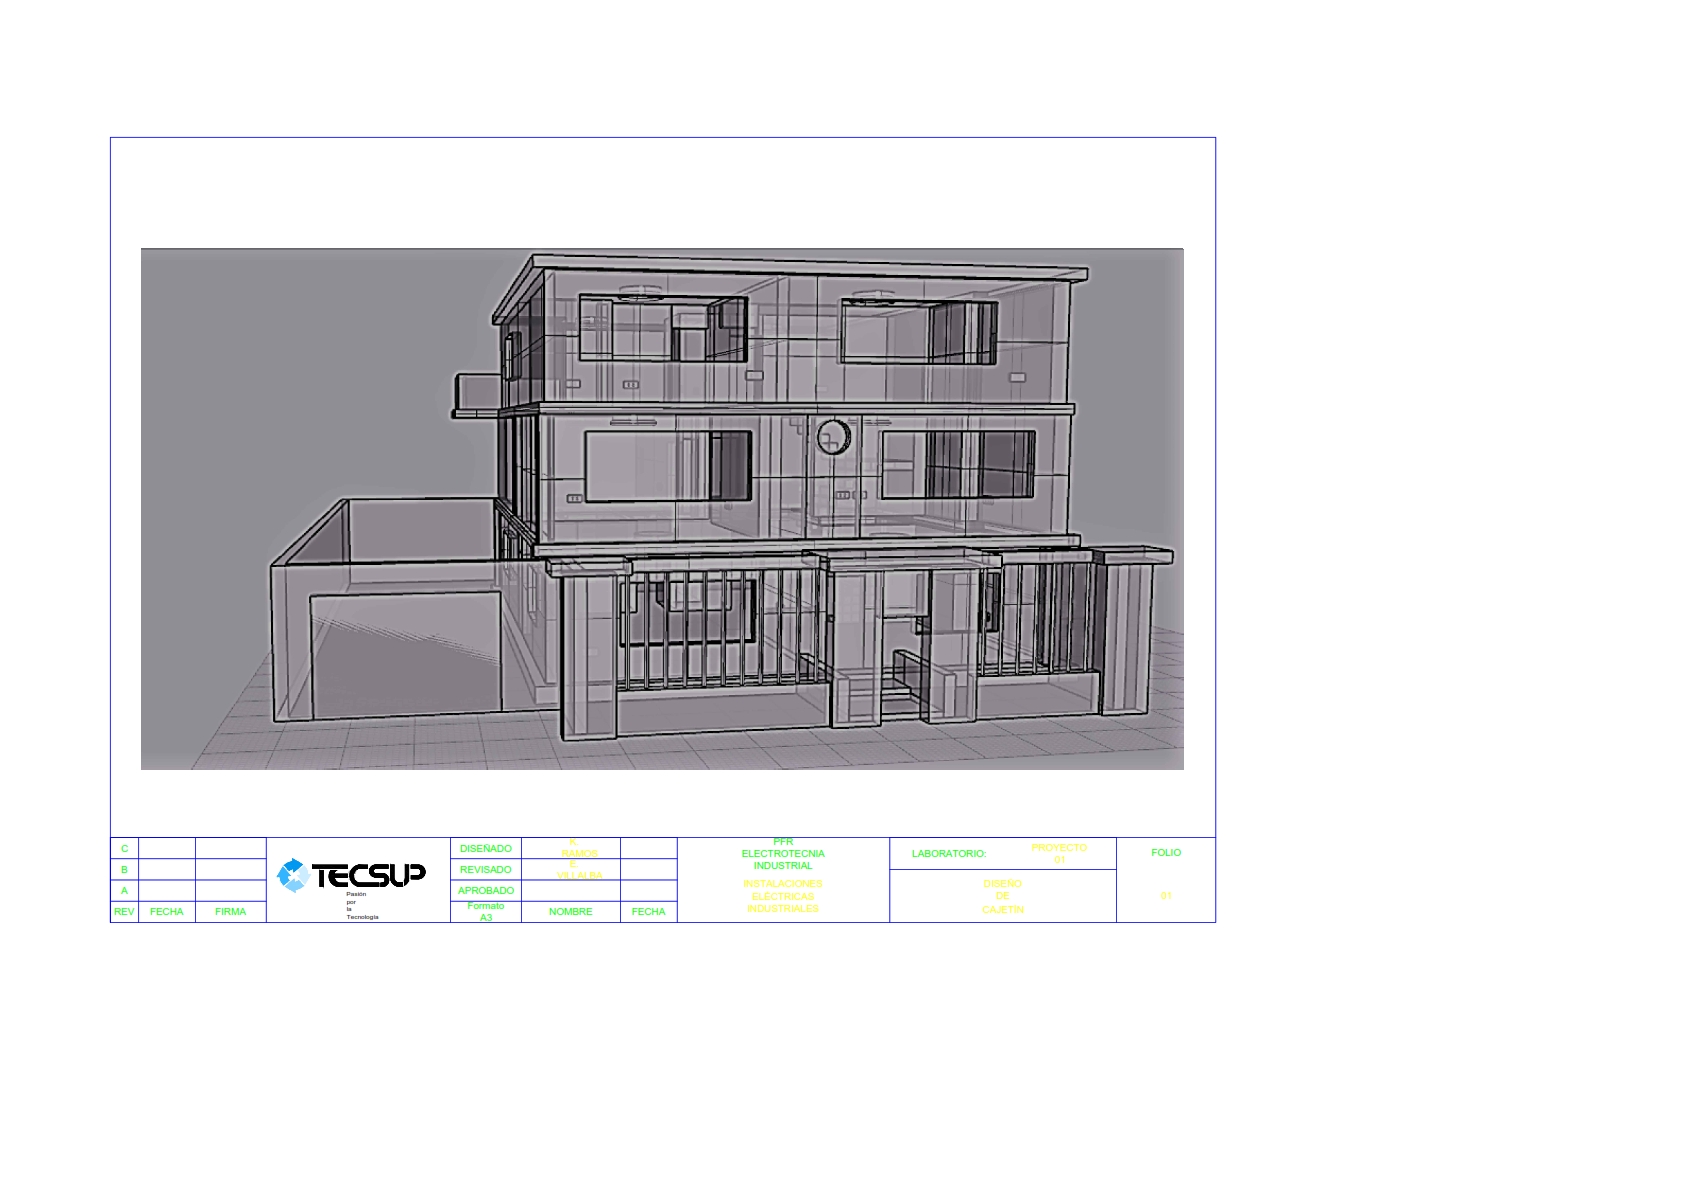 C
B
A
REV FECHA FIRMA
TECSUP
Pasión
por
la
Tecnología
DISEÑADO
K.
RAMOS
REVISADO
E.
VILLALBA
APROBADO
Formato
A3
NOMBRE FECHA
PFR
ELECTROTECNIA
INDUSTRIAL
INSTALACIONES
ELÉCTRICAS
INDUSTRIALES
LABORATORIO:
PROYECTO
01
DISEÑO
DE
CAJETIN
FOLIO
01